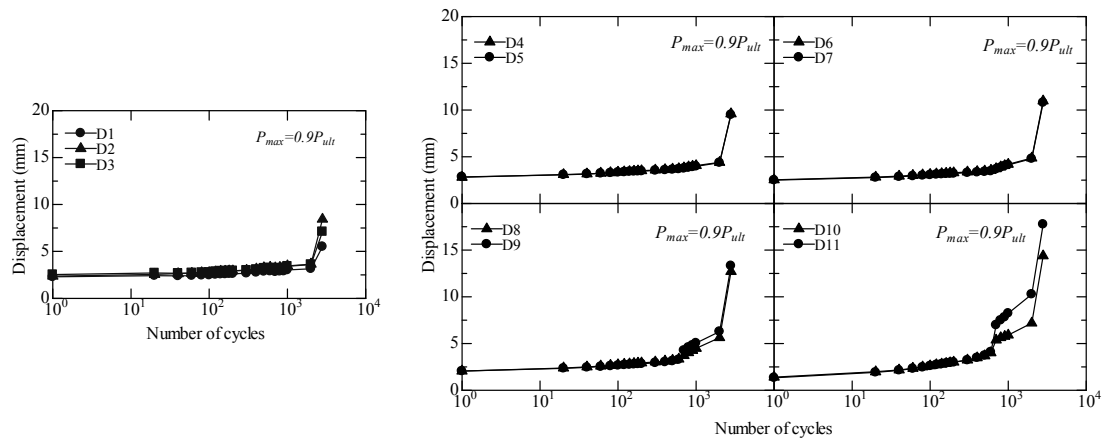 20
15
10
5
0
Displacement (mm)
D1
D2
D3
Pmax=0.9Pult
10^0 10^1 10^2 10^3 10^4
Number of cycles
20
15
10
5
0
D4
D5
Pmax=0.9Pult
D6
D7
Pmax=0.9Pult
Displacement (mm)
15
10
5
0
D8
D9
Pmax=0.9Pult
D10
D11
Pmax=0.9Pult
10^0 10^1 10^2 10^3 10^0 10^1 10^2 10^3 10^4
Number of cycles